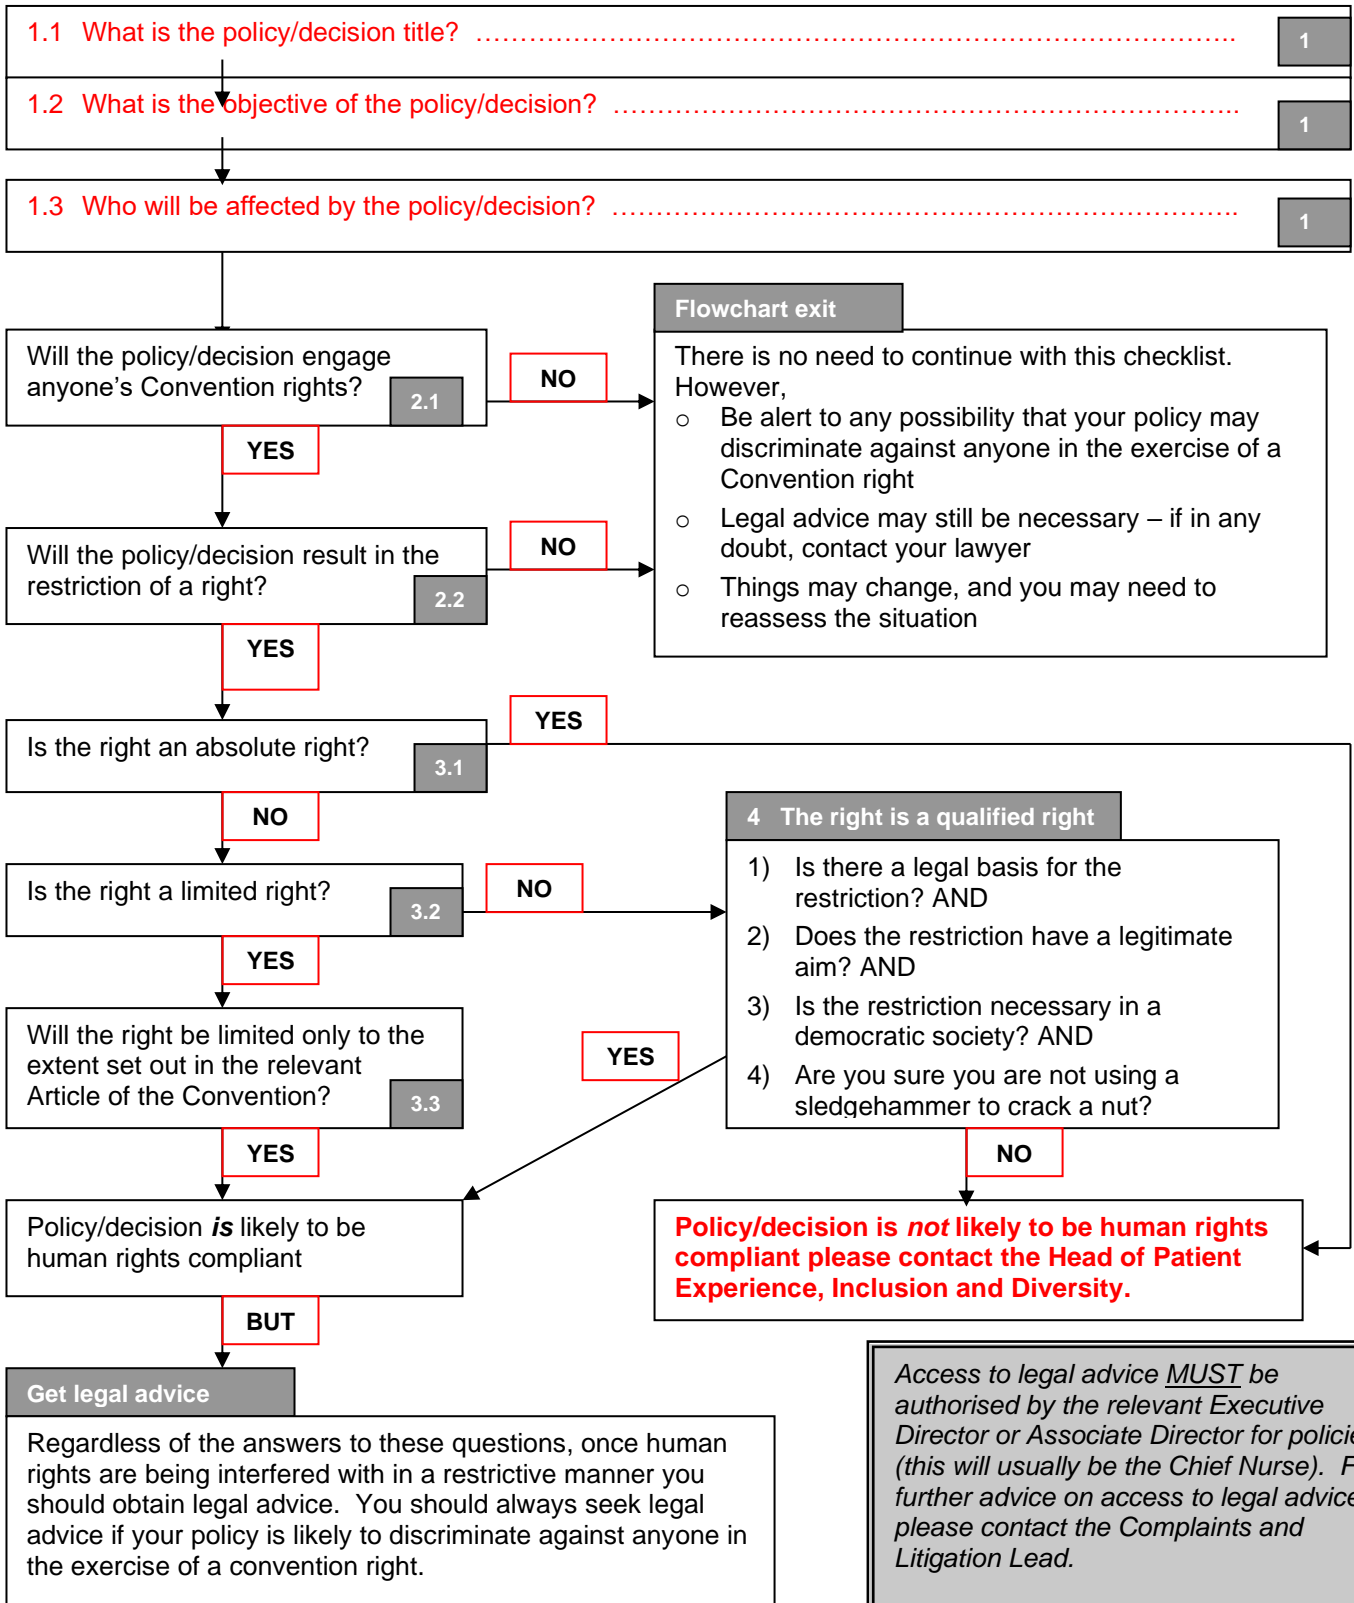 1.1 What is the policy/decision title? ……………………………………………………………………………….. 1
1.2 What is the objective of the policy/decision? ………………………………………………………………….. 1
1.3 Who will be affected by the policy/decision? ………………………………………………………………….. 1
Will the policy/decision engage
anyone’s Convention rights?
2.1
NO
YES
Flowchart exit
There is no need to continue with this checklist.
However,
o Be alert to any possibility that your policy may
discriminate against anyone in the exercise of a
Convention right
o Legal advice may still be necessary – if in any
doubt, contact your lawyer
o Things may change, and you may need to
reassess the situation
Will the policy/decision result in the
restriction of a right?
2.2
NO
YES
Is the right an absolute right?
3.1
YES
NO
Is the right a limited right?
3.2
NO
YES
4 The right is a qualified right
1) Is there a legal basis for the
restriction? AND
2) Does the restriction have a legitimate
aim? AND
3) Is the restriction necessary in a
democratic society? AND
4) Are you sure you are not using a
sledgehammer to crack a nut?
YES
NO
Will the right be limited only to the
extent set out in the relevant
Article of the Convention?
3.3
YES
Policy/decision is likely to be
human rights compliant
Policy/decision is not likely to be human rights
compliant please contact the Head of Patient
Experience, Inclusion and Diversity.
BUT
Get legal advice
Regardless of the answers to these questions, once human
rights are being interfered with in a restrictive manner you
should obtain legal advice. You should always seek legal
advice if your policy is likely to discriminate against anyone in
the exercise of a convention right.
Access to legal advice MUST be
authorised by the relevant Executive
Director or Associate Director for policie
(this will usually be the Chief Nurse). F
further advice on access to legal advice
please contact the Complaints and
Litigation Lead.